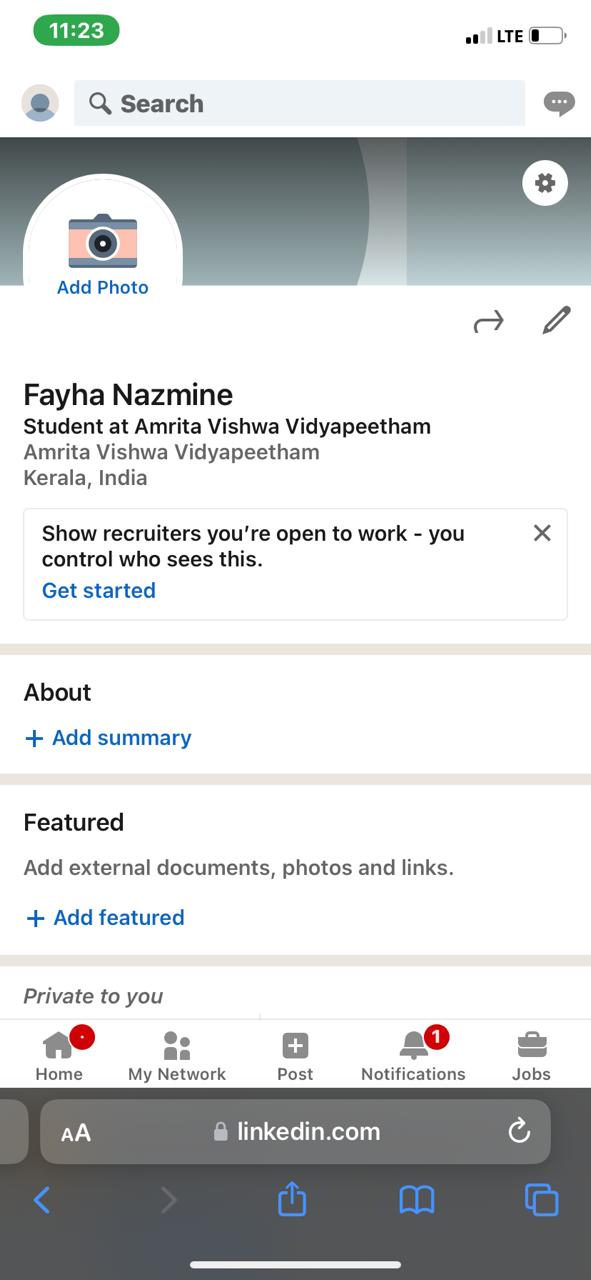 11:23
LTE
Search
Add Photo
Fayha Nazmine
Student at Amrita Vishwa Vidyapeetham
Amrita Vishwa Vidyapeetham
Kerala, India
Show recruiters you're open to work - you
control who sees this.
Get started
About
+ Add summary
Featured
Add external documents, photos and links.
+ Add featured
Private to you
1
Home
My Network
Post
Notifications
Jobs
AA
linkedin.com